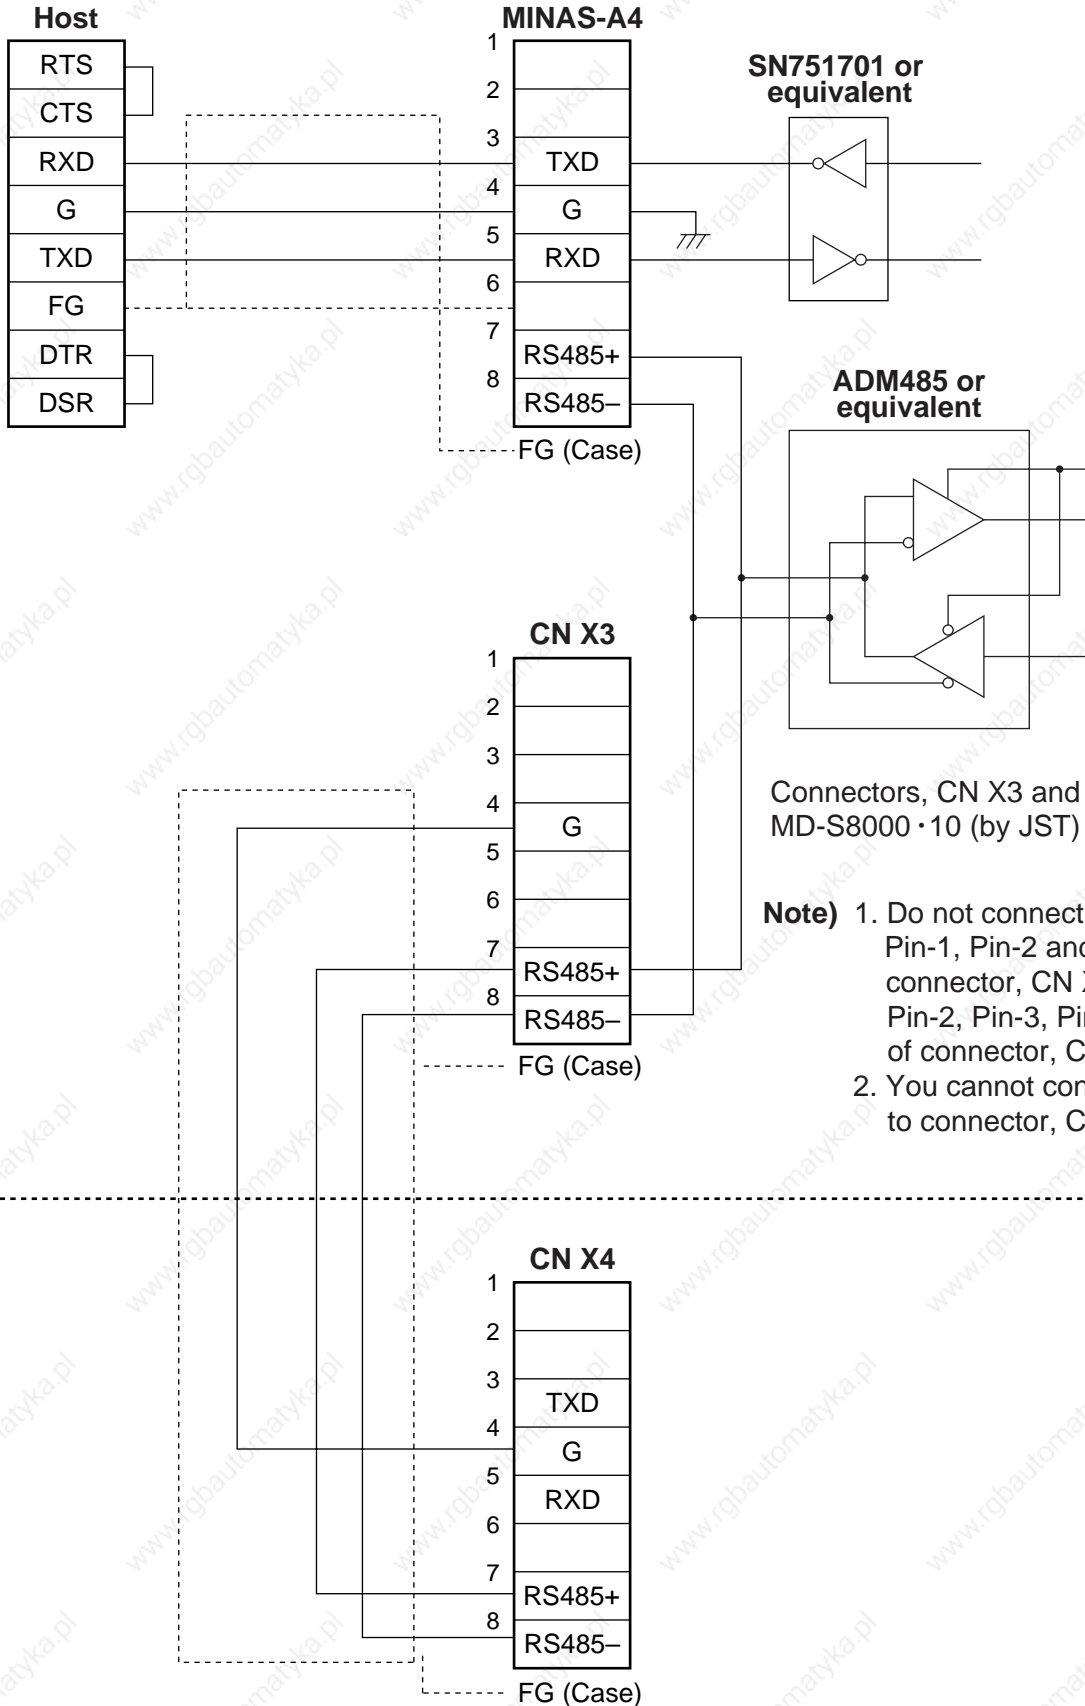 Host
RTS
CTS
RXD
G
TXD
FG
DTR
DSR
MINAS-A4
1
2
3
TXD
4
G
5
RXD
6
7
RS485+
8
RS485–
FG (Case)
SN751701 or
equivalent
ADM485 or
equivalent
CN X3
1
2
3
4
G
5
6
7
RS485+
8
RS485–
FG (Case)
Connectors, CN X3 and
MD-S8000・10 (by JST)
Note) 1. Do not connect
Pin-1, Pin-2 and
connector, CN X
Pin-2, Pin-3, Pin
of connector, C
2. You cannot con
to connector, C
CN X4
1
2
3
TXD
4
G
5
RXD
6
7
RS485+
8
RS485–
FG (Case)
www.rgbautomatyka.pl